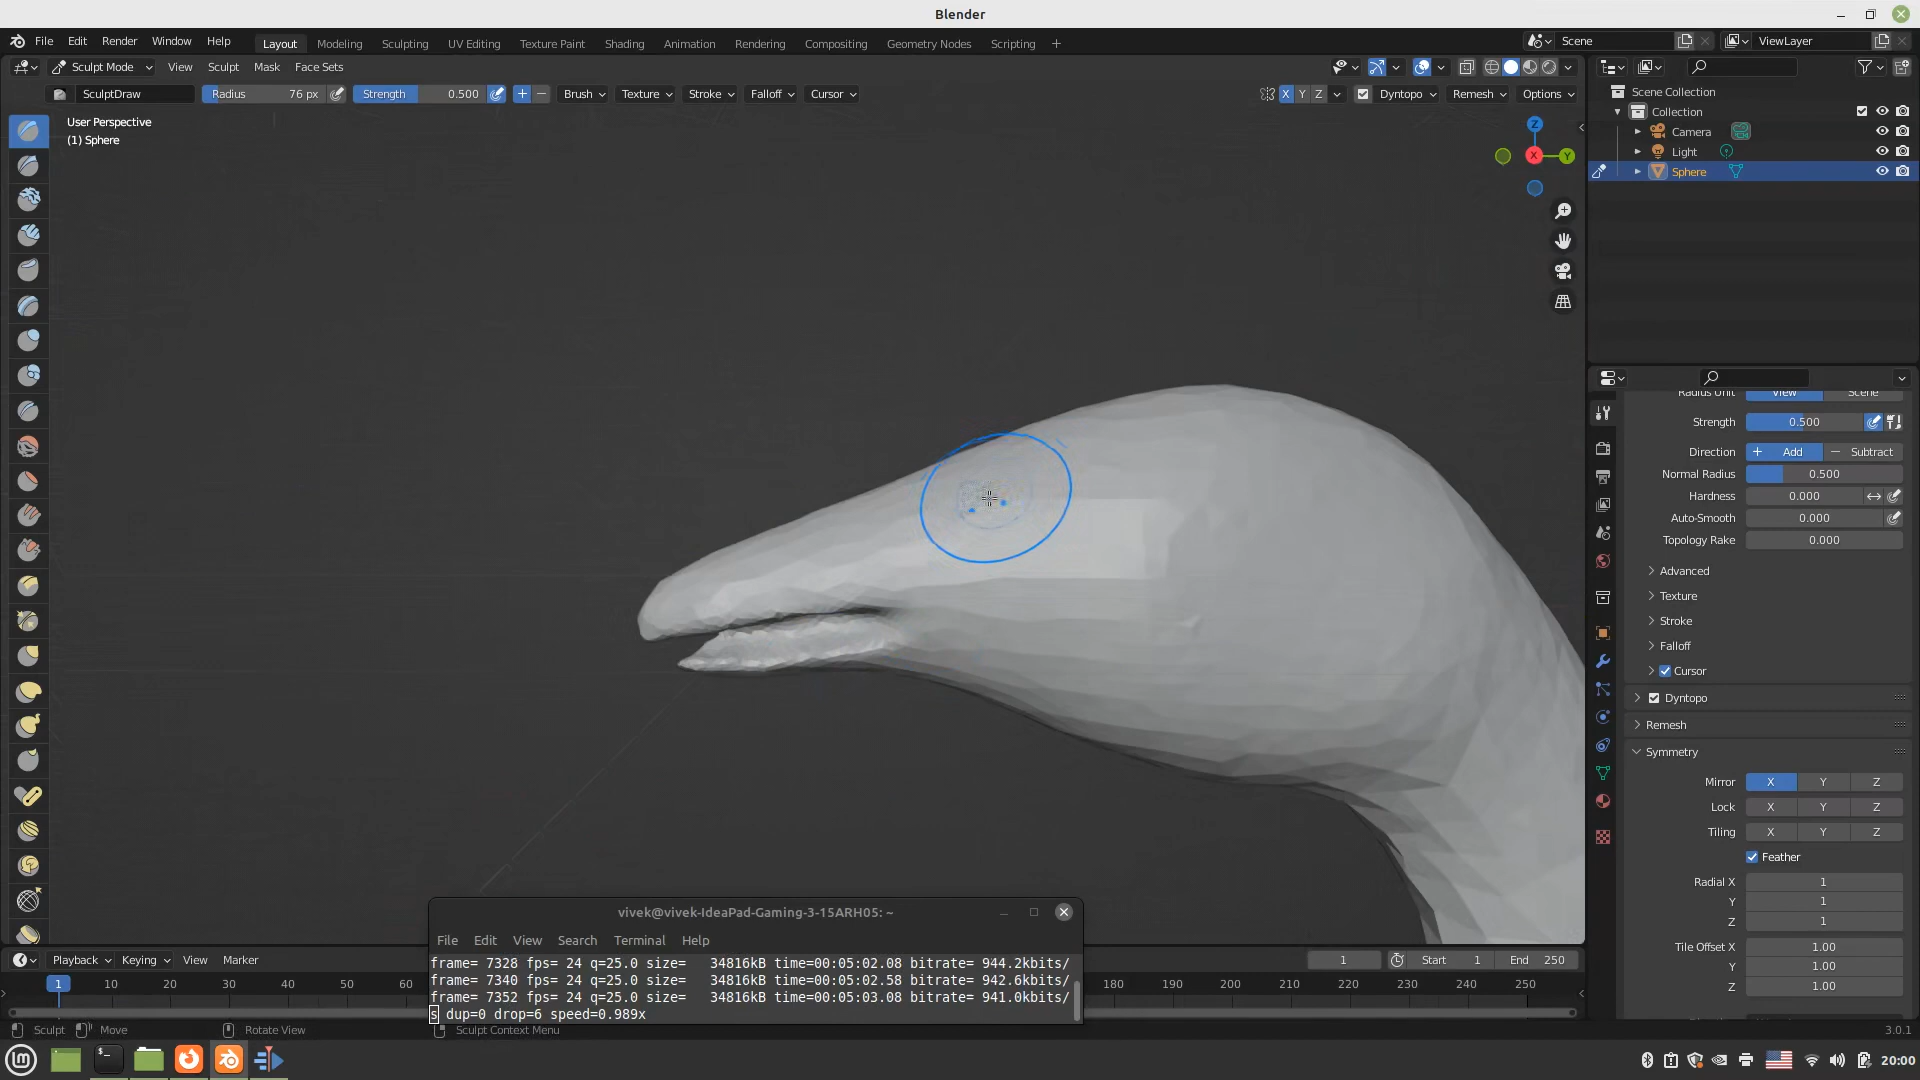 Blender
File Edit Render Window Help
Layout Modeling Sculpting UV Editing Texture Paint Shading Animation Rendering Compositing Geometry Nodes Scripting +
Scene
ViewLayer
Sculpt Mode View Sculpt Mask Face Sets
SculptDraw Radius 76 px Strength 0.500 Brush Texture Stroke Falloff Cursor
X Y Z Dyntopo Remesh Options
User Perspective
(1) Sphere
Z
X Y
Scene Collection
Collection
Camera
Light
Sphere
Radius Unit View Scene
Strength 0.500
Direction + Add − Subtract
Normal Radius 0.500
Hardness 0.000
Auto-Smooth 0.000
Topology Rake 0.000
Advanced
Texture
Stroke
Falloff
Cursor
Dyntopo
Remesh
Symmetry
Mirror X Y Z
Lock X Y Z
Tiling X Y Z
Feather
Radial X 1
Y 1
Z 1
Tile Offset X 1.00
Y 1.00
Z 1.00
vivek@vivek-IdeaPad-Gaming-3-15ARH05: ~
File Edit View Search Terminal Help
frame= 7328 fps= 24 q=25.0 size= 34816kB time=00:05:02.08 bitrate= 944.2kbits/
frame= 7340 fps= 24 q=25.0 size= 34816kB time=00:05:02.58 bitrate= 942.6kbits/
frame= 7352 fps= 24 q=25.0 size= 34816kB time=00:05:03.08 bitrate= 941.0kbits/
s dup=0 drop=6 speed=0.989x
Playback Keying View Marker
1 Start 1 End 250
1 10 20 30 40 50 60 180 190 200 210 220 230 240 250
Sculpt Move Rotate View Sculpt Context Menu
3.0.1
20:00